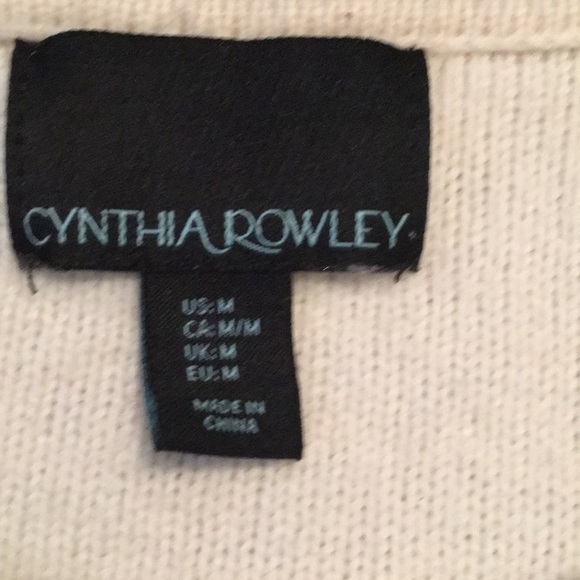 CYNTHIA ROWLEY
US: M
CA: M/M
UK: M
EU: M
MADE IN
CHINA